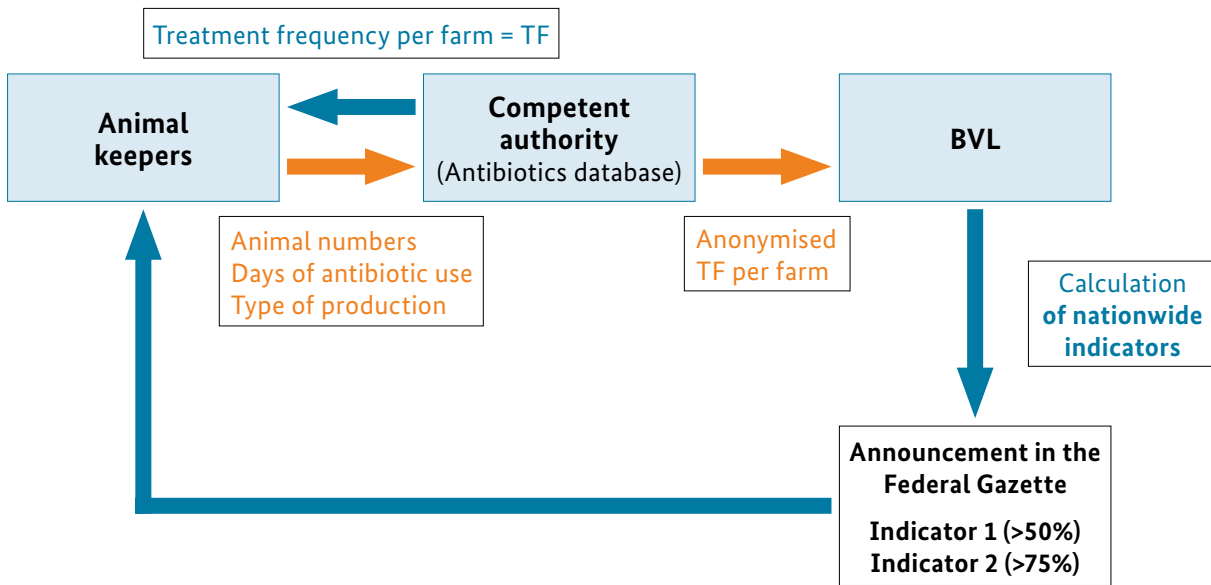 Treatment frequency per farm = TF
Animal
keepers
Competent
authority
(Antibiotics database)
BVL
Animal numbers
Days of antibiotic use
Type of production
Anonymised
TF per farm
Calculation
of nationwide
indicators
Announcement in the
Federal Gazette
Indicator 1 (>50%)
Indicator 2 (>75%)